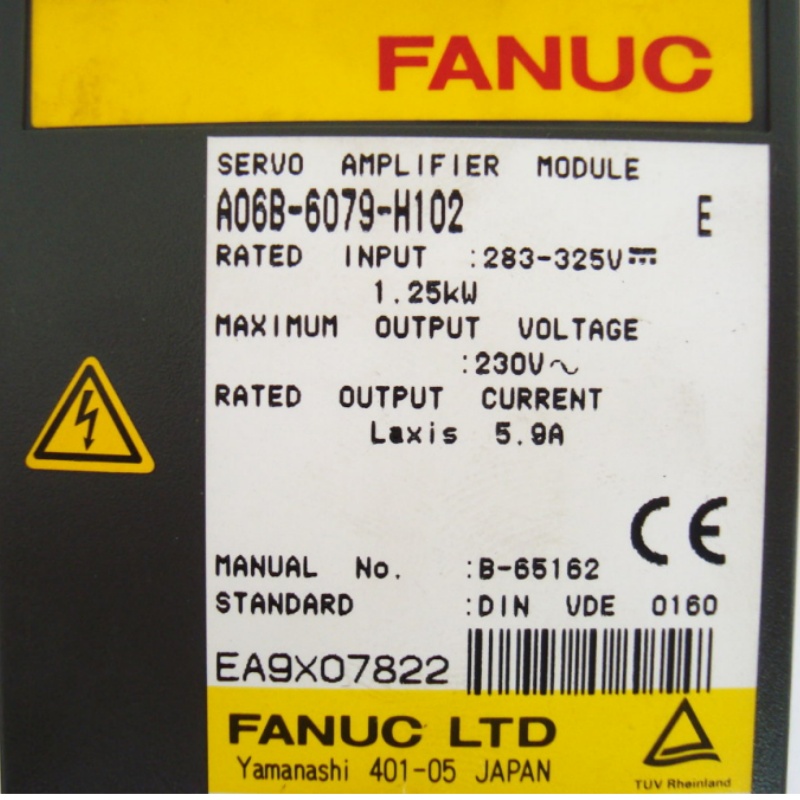 FANUC
SERVO AMPLIFIER MODULE
A06B-6079-H102 E
RATED INPUT :283-325V⎓
1.25kW
MAXIMUM OUTPUT VOLTAGE
:230V～
RATED OUTPUT CURRENT
Laxis 5.9A
CE
MANUAL No. :B-65162
STANDARD :DIN VDE 0160
EA9X07822
FANUC LTD
Yamanashi 401-05 JAPAN
TUV Rheinland